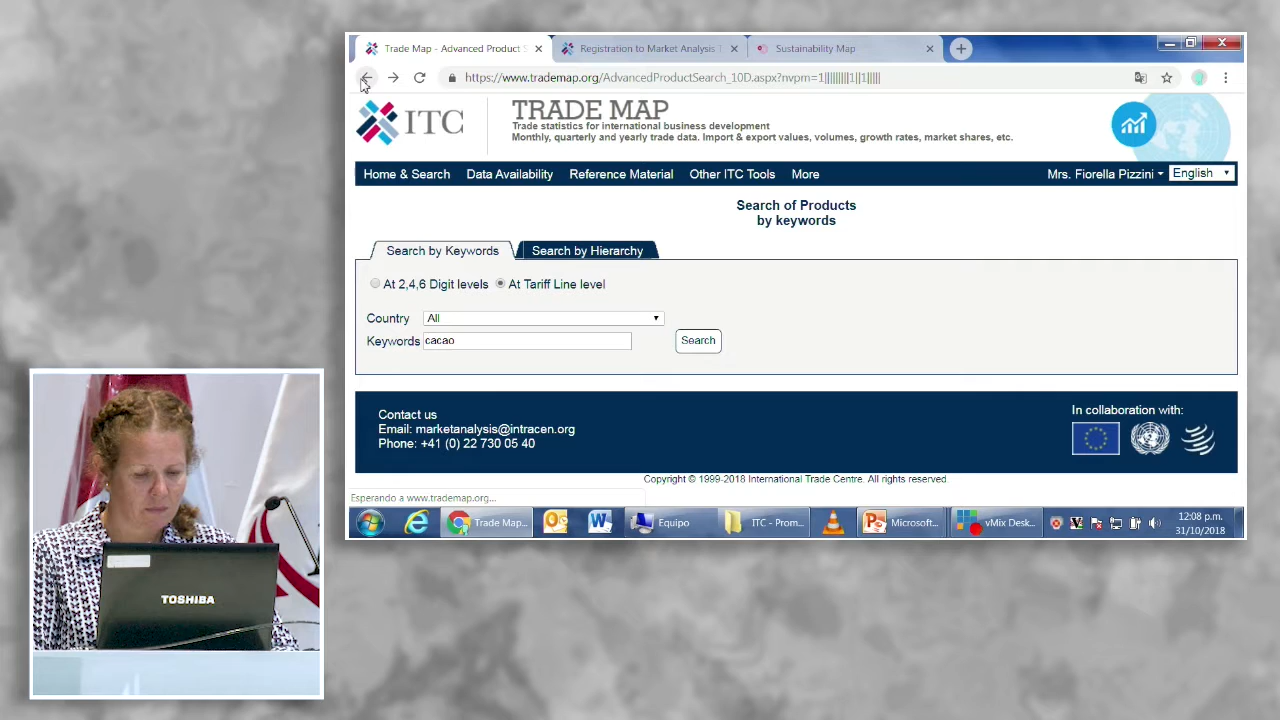 Trade Map - Advanced Product S
Registration to Market Analysis T
Sustainability Map
https://www.trademap.org/AdvancedProductSearch_10D.aspx?nvpm=1|||||||||1||1|||||
ITC
TRADE MAP
Trade statistics for international business development
Monthly, quarterly and yearly trade data. Import & export values, volumes, growth rates, market shares, etc.
Home & Search Data Availability Reference Material Other ITC Tools More Mrs. Fiorella Pizzini English
Search of Products
by keywords
Search by Keywords Search by Hierarchy
At 2,4,6 Digit levels At Tariff Line level
Country All
Keywords cacao Search
Contact us
Email: marketanalysis@intracen.org
Phone: +41 (0) 22 730 05 40
In collaboration with:
Copyright © 1999-2018 International Trade Centre. All rights reserved.
Esperando a www.trademap.org...
Trade Map... Equipo ITC - Prom... Microsoft... vMix Desk...
12:08 p.m.
31/10/2018
TOSHIBA